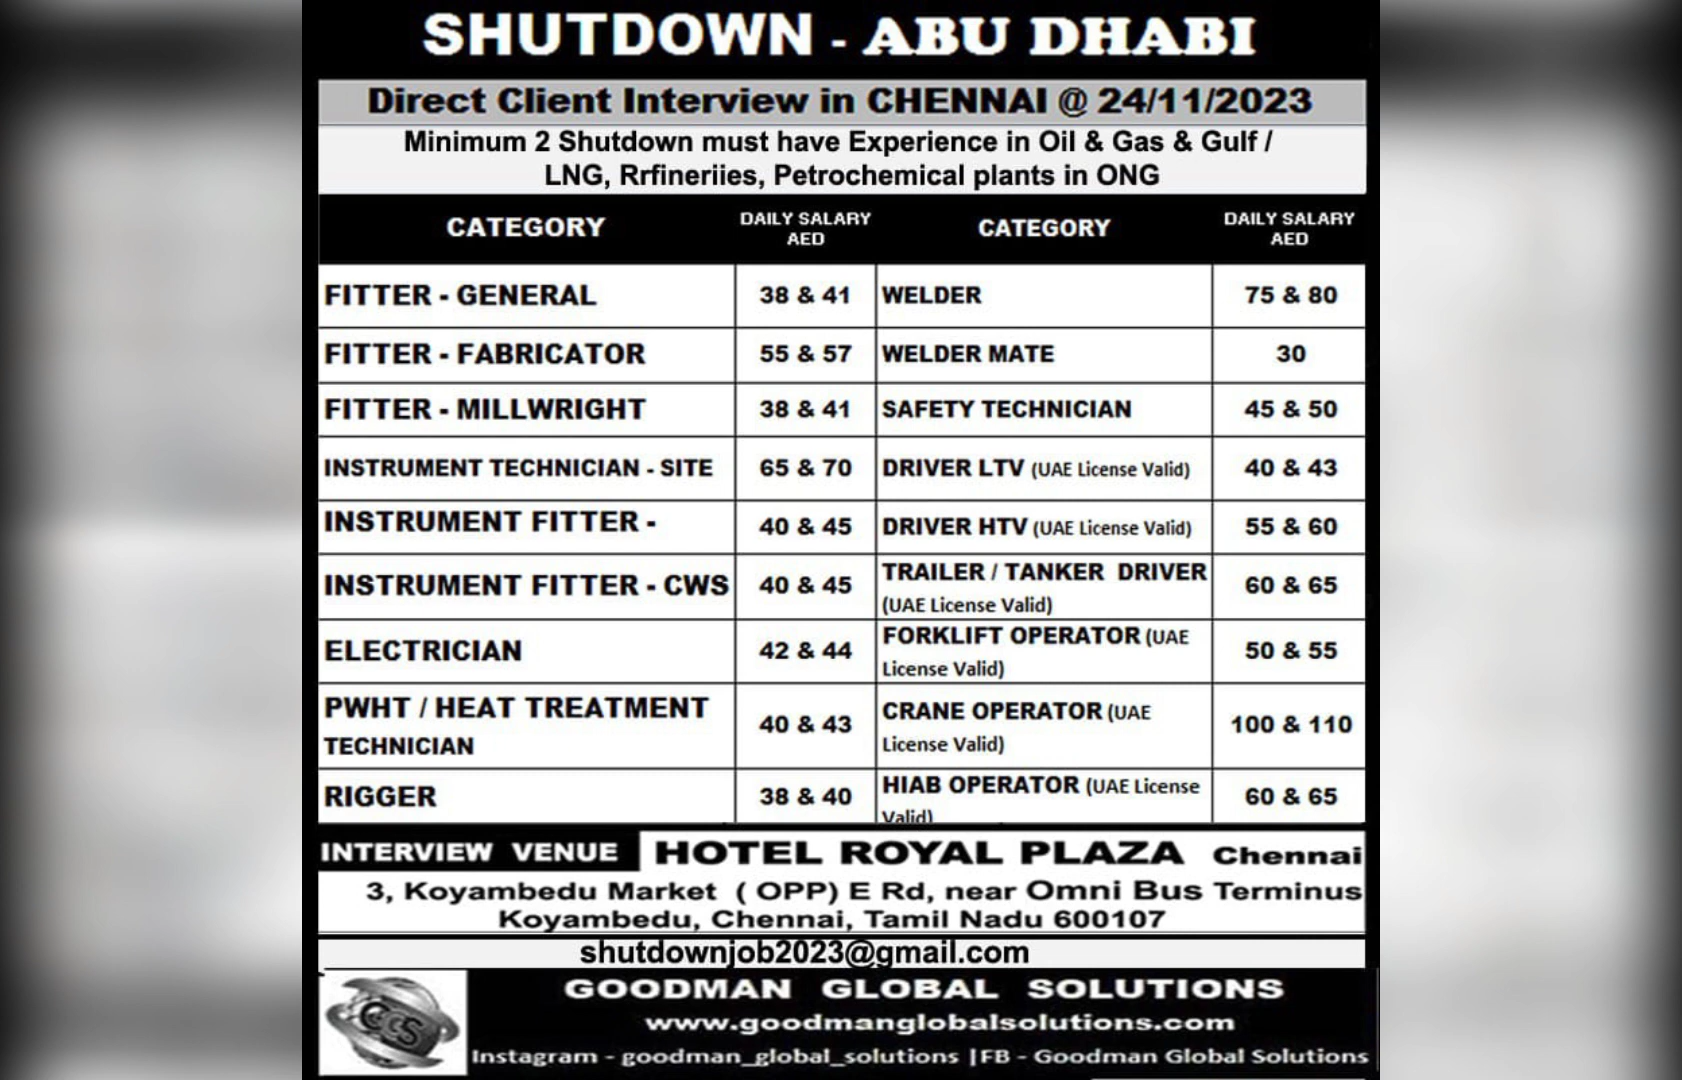 SHUTDOWN - ABU DHABI
Direct Client Interview in CHENNAI @ 24/11/2023
Minimum 2 Shutdown must have Experience in Oil & Gas & Gulf /
LNG, Rrfineriies, Petrochemical plants in ONG
CATEGORY DAILY SALARY AED CATEGORY DAILY SALARY AED
FITTER - GENERAL 38 & 41 WELDER 75 & 80
FITTER - FABRICATOR 55 & 57 WELDER MATE 30
FITTER - MILLWRIGHT 38 & 41 SAFETY TECHNICIAN 45 & 50
INSTRUMENT TECHNICIAN - SITE 65 & 70 DRIVER LTV (UAE License Valid) 40 & 43
INSTRUMENT FITTER - 40 & 45 DRIVER HTV (UAE License Valid) 55 & 60
INSTRUMENT FITTER - CWS 40 & 45 TRAILER / TANKER DRIVER (UAE License Valid) 60 & 65
ELECTRICIAN 42 & 44 FORKLIFT OPERATOR (UAE License Valid) 50 & 55
PWHT / HEAT TREATMENT TECHNICIAN 40 & 43 CRANE OPERATOR (UAE License Valid) 100 & 110
RIGGER 38 & 40 HIAB OPERATOR (UAE License Valid) 60 & 65
INTERVIEW VENUE HOTEL ROYAL PLAZA Chennai
3, Koyambedu Market ( OPP) E Rd, near Omni Bus Terminus
Koyambedu, Chennai, Tamil Nadu 600107
shutdownjob2023@gmail.com
GGS
GOODMAN GLOBAL SOLUTIONS
www.goodmanglobalsolutions.com
Instagram - goodman_global_solutions |FB - Goodman Global Solutions